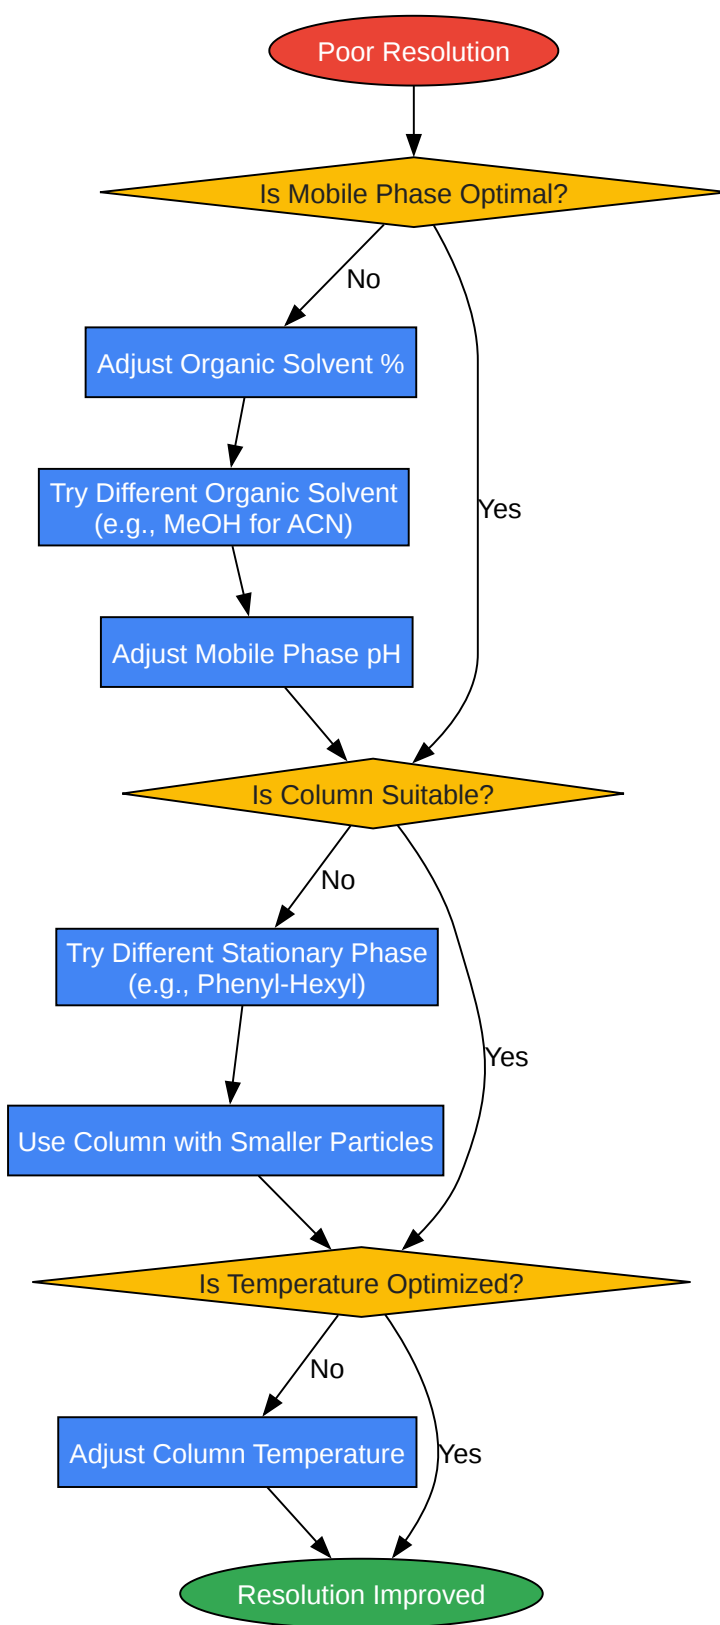 Poor Resolution
Is Mobile Phase Optimal?
No
Adjust Organic Solvent %
Try Different Organic Solvent
(e.g., MeOH for ACN)
Yes
Adjust Mobile Phase pH
Is Column Suitable?
No
Try Different Stationary Phase
(e.g., Phenyl-Hexyl)
Yes
Use Column with Smaller Particles
Is Temperature Optimized?
No
Adjust Column Temperature
Yes
Resolution Improved